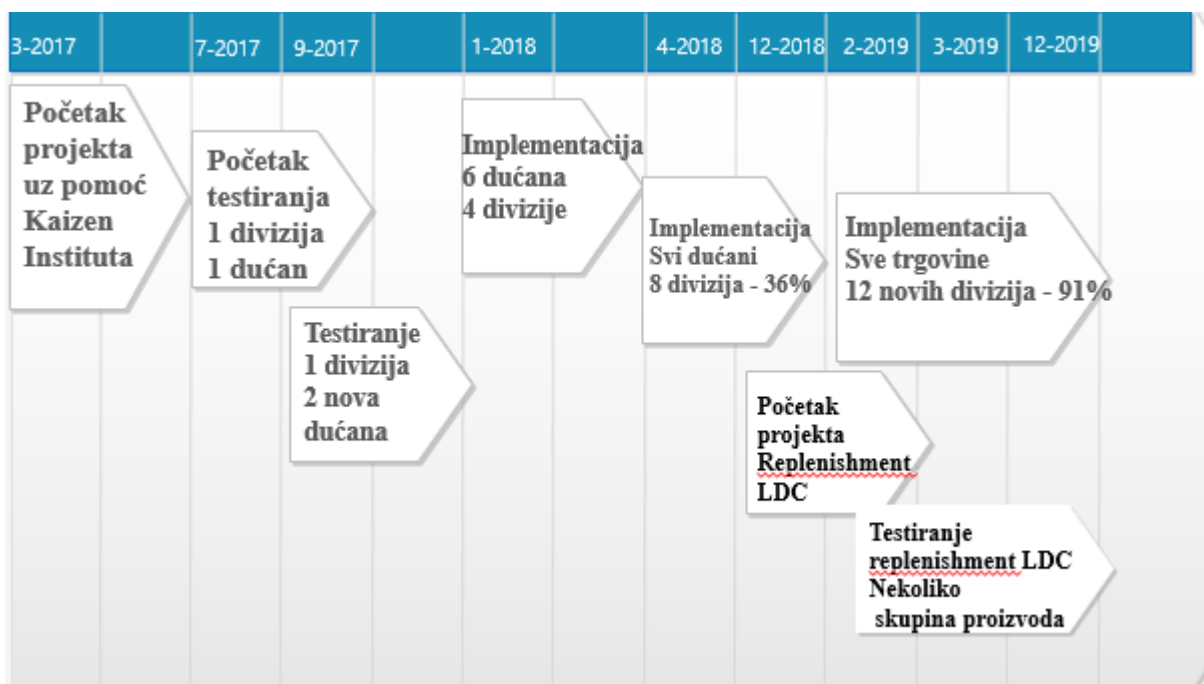 3-2017 7-2017 9-2017 1-2018 4-2018 12-2018 2-2019 3-2019 12-2019
Početak
projekta
uz pomoć
Kaizen
Instituta
Početak
testiranja
1 divizija
1 dućan
Testiranje
1 divizija
2 nova
dućana
Implementacija
6 dućana
4 divizije
Implementacija
Svi dućani
8 divizija - 36%
Implementacija
Sve trgovine
12 novih divizija - 91%
Početak
projekta
Replenishment
LDC
Testiranje
replenishment LDC
Nekoliko
skupina proizvoda